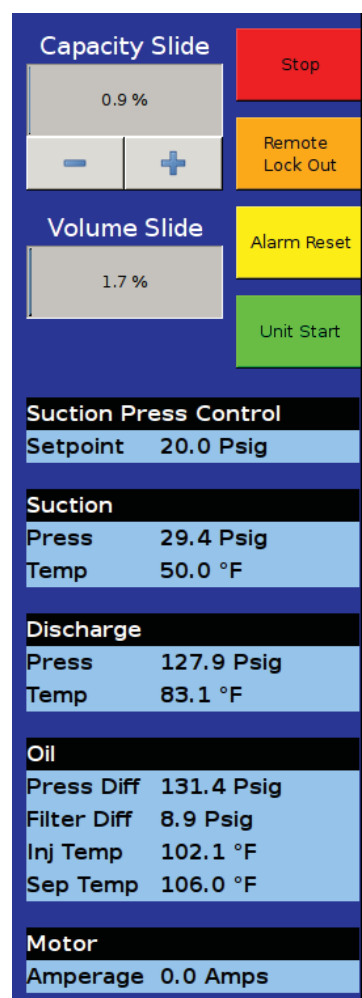 Capacity Slide
0.9 %
Stop
Remote
Lock Out
Volume Slide
1.7 %
Alarm Reset
Unit Start
Suction Press Control
Setpoint 20.0 Psig
Suction
Press 29.4 Psig
Temp 50.0 °F
Discharge
Press 127.9 Psig
Temp 83.1 °F
Oil
Press Diff 131.4 Psig
Filter Diff 8.9 Psig
Inj Temp 102.1 °F
Sep Temp 106.0 °F
Motor
Amperage 0.0 Amps